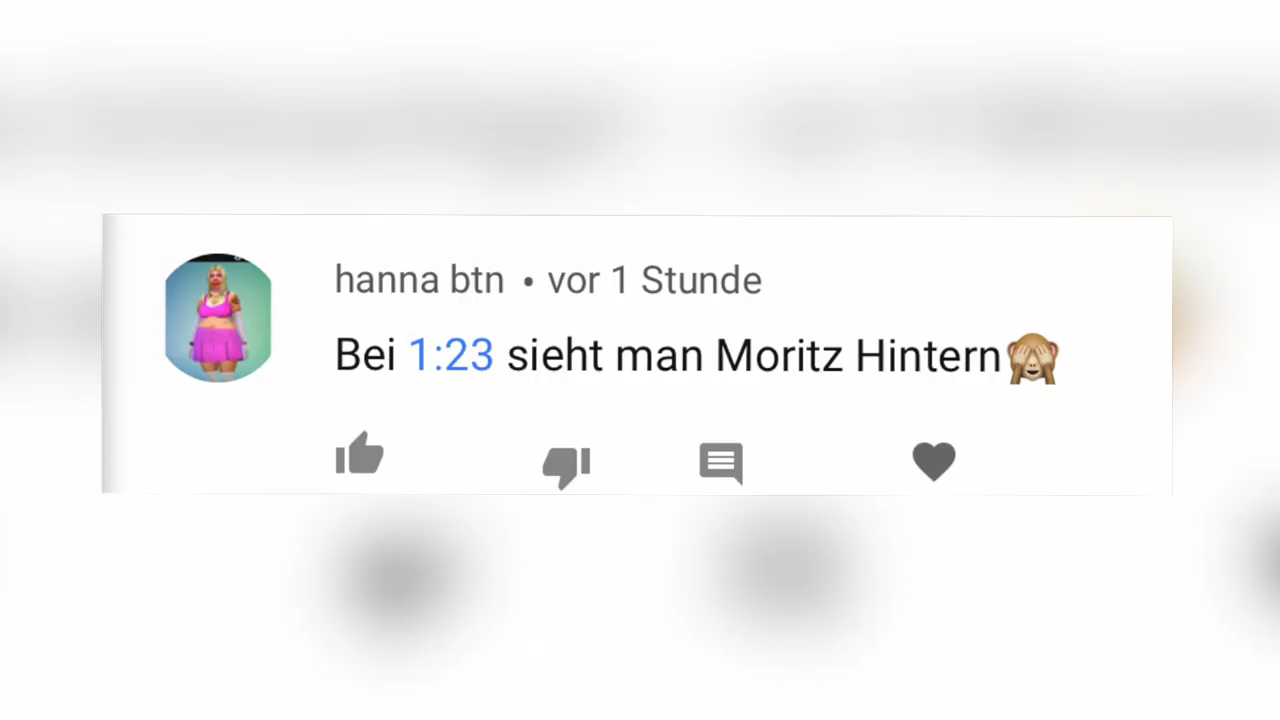 hanna btn • vor 1 Stunde
Bei 1:23 sieht man Moritz Hintern🙈